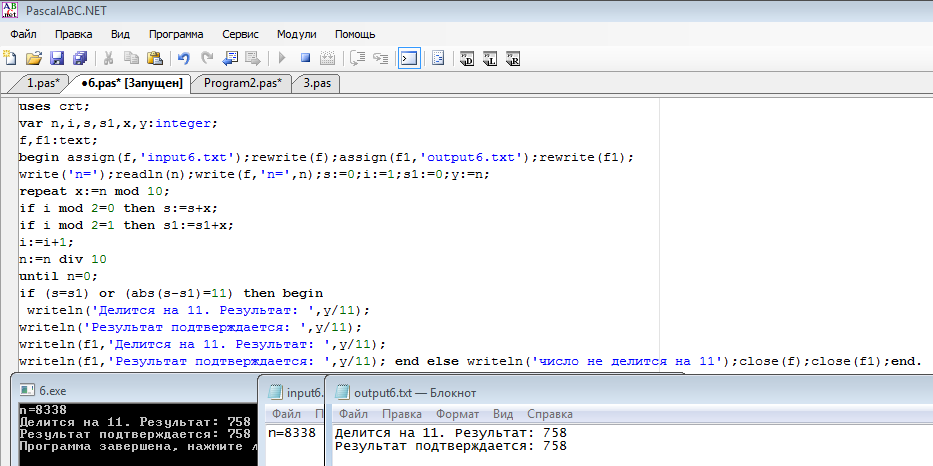 PascalABC.NET
Файл Правка Вид Программа Сервис Модули Помощь
1.pas* •6.pas* [Запущен] Program2.pas* 3.pas
uses crt;
var n,i,s,s1,x,y:integer;
f,f1:text;
begin assign(f,'input6.txt');rewrite(f);assign(f1,'output6.txt');rewrite(f1);
write('n=');readln(n);write(f,'n=',n);s:=0;i:=1;s1:=0;y:=n;
repeat x:=n mod 10;
if i mod 2=0 then s:=s+x;
if i mod 2=1 then s1:=s1+x;
i:=i+1;
n:=n div 10
until n=0;
if (s=s1) or (abs(s-s1)=11) then begin
writeln('Делится на 11. Результат: ',y/11);
writeln('Результат подтверждается: ',y/11);
writeln(f1,'Делится на 11. Результат: ',y/11);
writeln(f1,'Результат подтверждается: ',y/11); end else writeln('число не делится на 11');close(f);close(f1);end.
6.exe
n=8338
Делится на 11. Результат: 758
Результат подтверждается: 758
Программа завершена, нажмите л
input6.
Файл П
n=8338
output6.txt — Блокнот
Файл Правка Формат Вид Справка
Делится на 11. Результат: 758
Результат подтверждается: 758